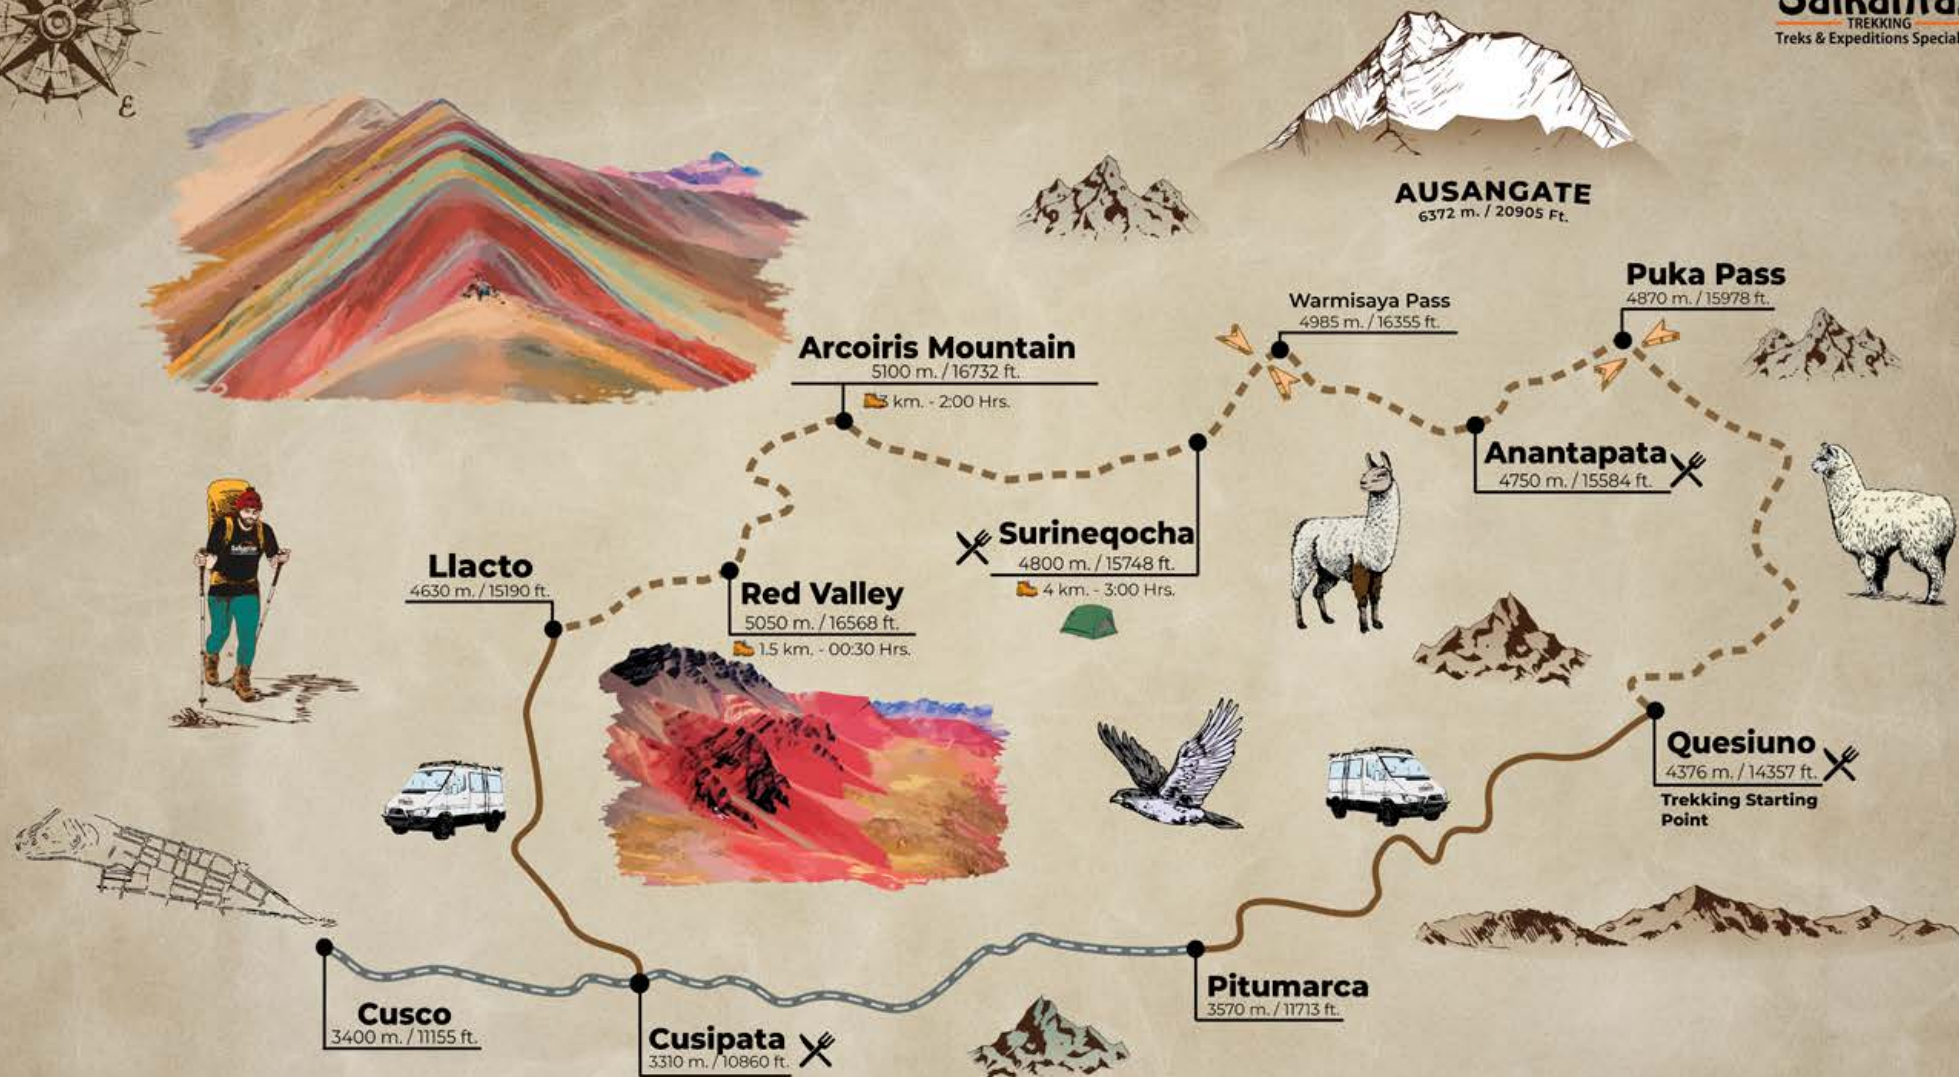 ε
TREKKING
Treks & Expeditions
AUSANGATE
6372 m. / 20905 Ft.
Puka Pass
4870 m. / 15978 ft.
Warmisaya Pass
4985 m. / 16355 ft.
Arcoiris Mountain
5100 m. / 16732 ft.
3 km. - 2:00 Hrs.
Anantapata
4750 m. / 15584 ft.
Surineqocha
4800 m. / 15748 ft.
4 km. - 3:00 Hrs.
Llacto
4630 m. / 15190 ft.
Red Valley
5050 m. / 16568 ft.
1.5 km. - 00:30 Hrs.
Quesiuno
4376 m. / 14357 ft.
Trekking Starting
Point
Pitumarca
3570 m. / 11713 ft.
Cusco
3400 m. / 11155 ft.
Cusipata
3310 m. / 10860 ft.